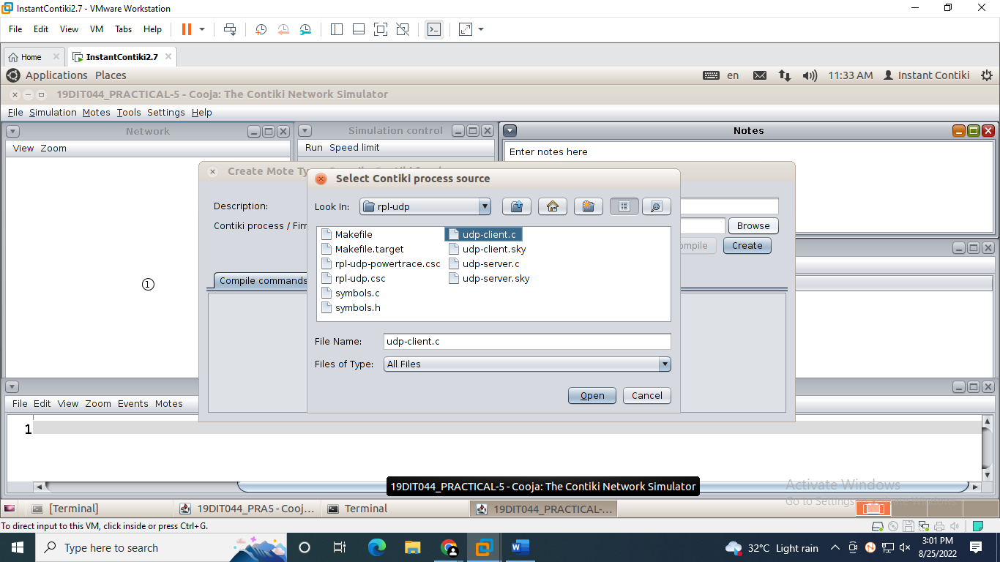 InstantContiki2.7 - VMware Workstation
File Edit View VM Tabs Help
Home InstantContiki2.7
Applications Places en 11:33 AM Instant Contiki
19DIT044_PRACTICAL-5 - Cooja: The Contiki Network Simulator
File Simulation Motes Tools Settings Help
Network Simulation control Notes
View Zoom Run Speed limit
Enter notes here
Create Mote Ty
Select Contiki process source
Description: Look In: rpl-udp
Contiki process / Firr Browse
Makefile udp-client.c
Makefile.target udp-client.sky
ompile Create
rpl-udp-powertrace.csc udp-server.c
rpl-udp.csc udp-server.sky
Compile commands
1
symbols.c
symbols.h
File Name: udp-client.c
Files of Type: All Files
Open Cancel
File Edit View Zoom Events Motes
1
19DIT044_PRACTICAL-5 - Cooja: The Contiki Network Simulator
Activate Windows
Go to Settings
[Terminal] 19DIT044_PRA5 - Cooj... Terminal 19DIT044_PRACTICAL-...
To direct input to this VM, click inside or press Ctrl+G.
Type here to search 32°C Light rain 3:01 PM
8/25/2022